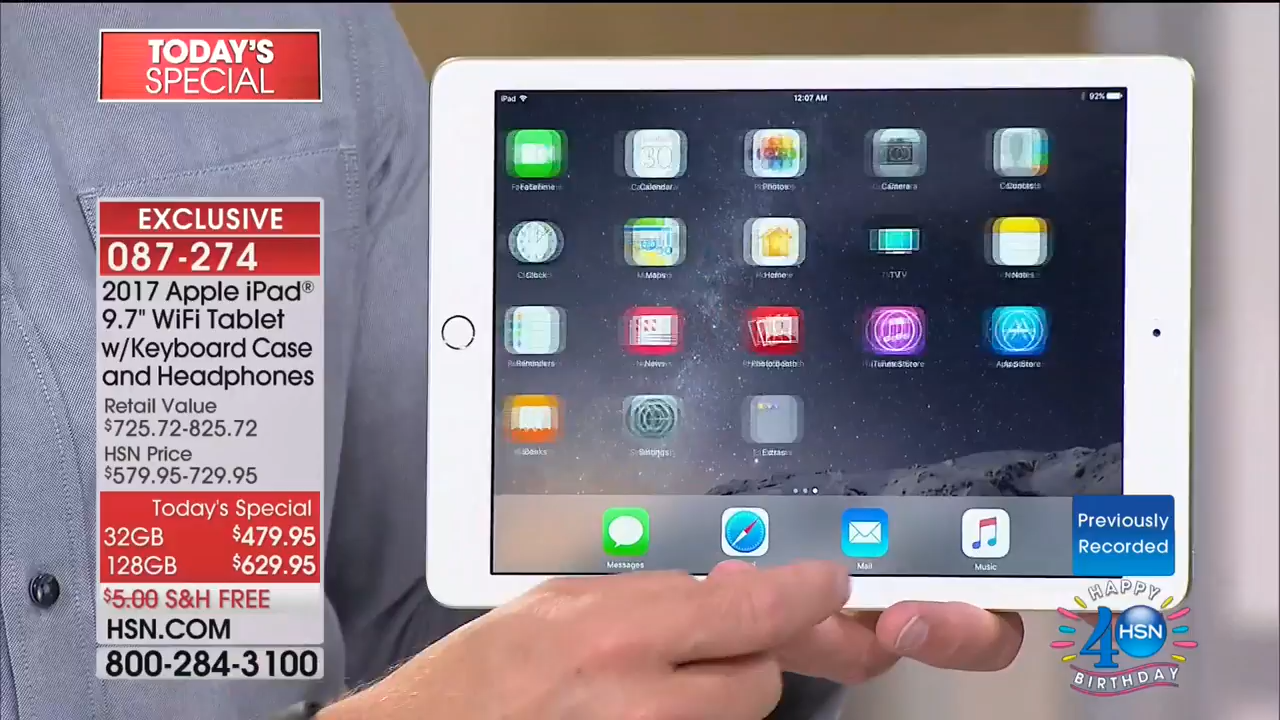 TODAY'S
SPECIAL
EXCLUSIVE
087-274
2017 Apple iPad®
9.7" WiFi Tablet
w/Keyboard Case
and Headphones
Retail Value
$725.72-825.72
HSN Price
$579.95-729.95
Today's Special
32GB $479.95
128GB $629.95
$5.00 S&H FREE
HSN.COM
800-284-3100
iPad 12:07 AM 92%
FaceTime Calendar Photos Camera Contacts
Clock Maps Home TV Notes
Reminders News Photo Booth iTunes Store App Store
Settings Extras
Messages Mail Music
Previously
Recorded
HAPPY
40 HSN
BIRTHDAY